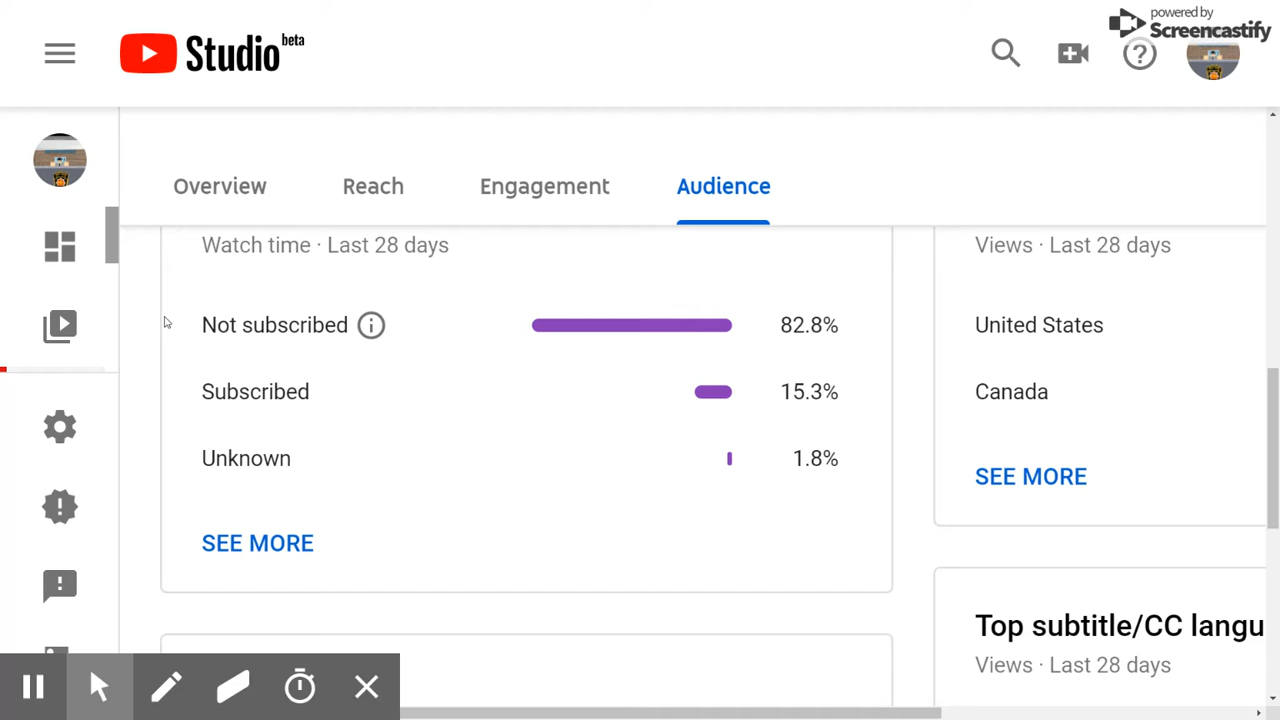 powered by
Screencastify
Studio beta
Overview
Reach
Engagement
Audience
Watch time · Last 28 days
Not subscribed
82.8%
Subscribed
15.3%
Unknown
1.8%
SEE MORE
Views · Last 28 days
United States
Canada
SEE MORE
Top subtitle/CC langu
Views · Last 28 days